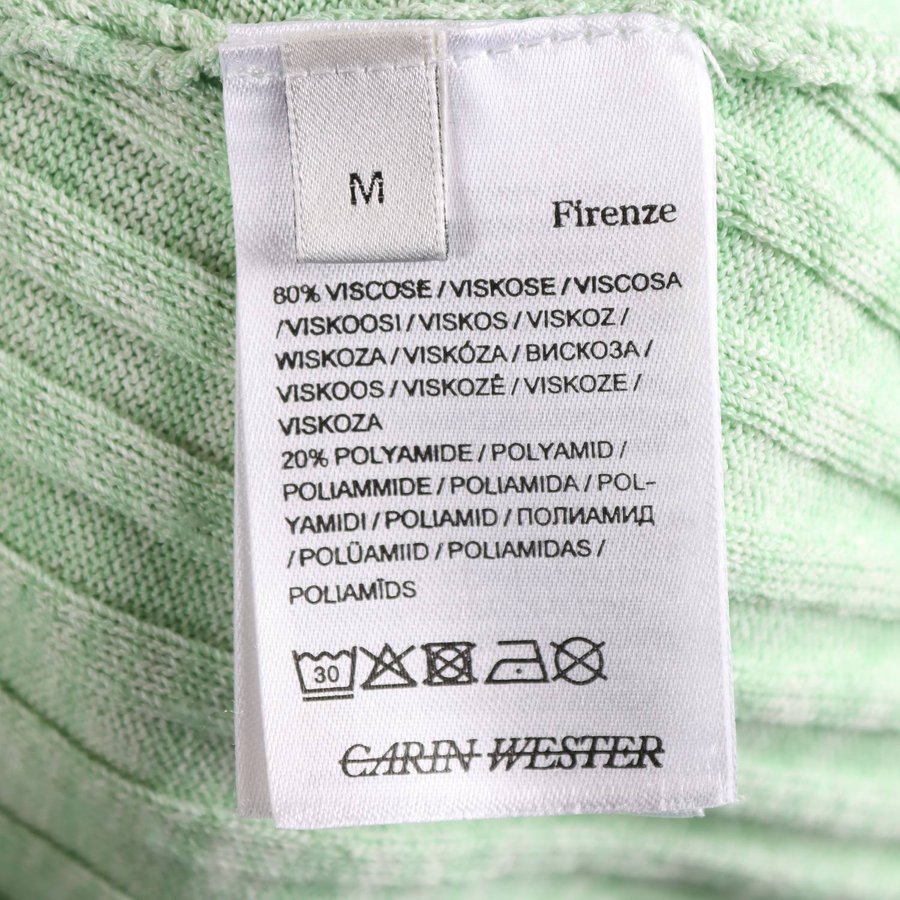 M
Firenze
80% VISCOSE / VISKOSE / VISCOSA
/VISKOOSI / VISKOS / VISKOZ /
WISKOZA / VISKÓZA / ВИСКОЗА /
VISKOOS / VISKOZĖ / VISKOZE /
VISKOZA
20% POLYAMIDE / POLYAMID /
POLIAMMIDE / POLIAMIDA / POL-
YAMIDI / POLIAMID / ПОЛИАМИД
/ POLÜAMIID / POLIAMIDAS /
POLIAMĪDS
30
CARIN WESTER